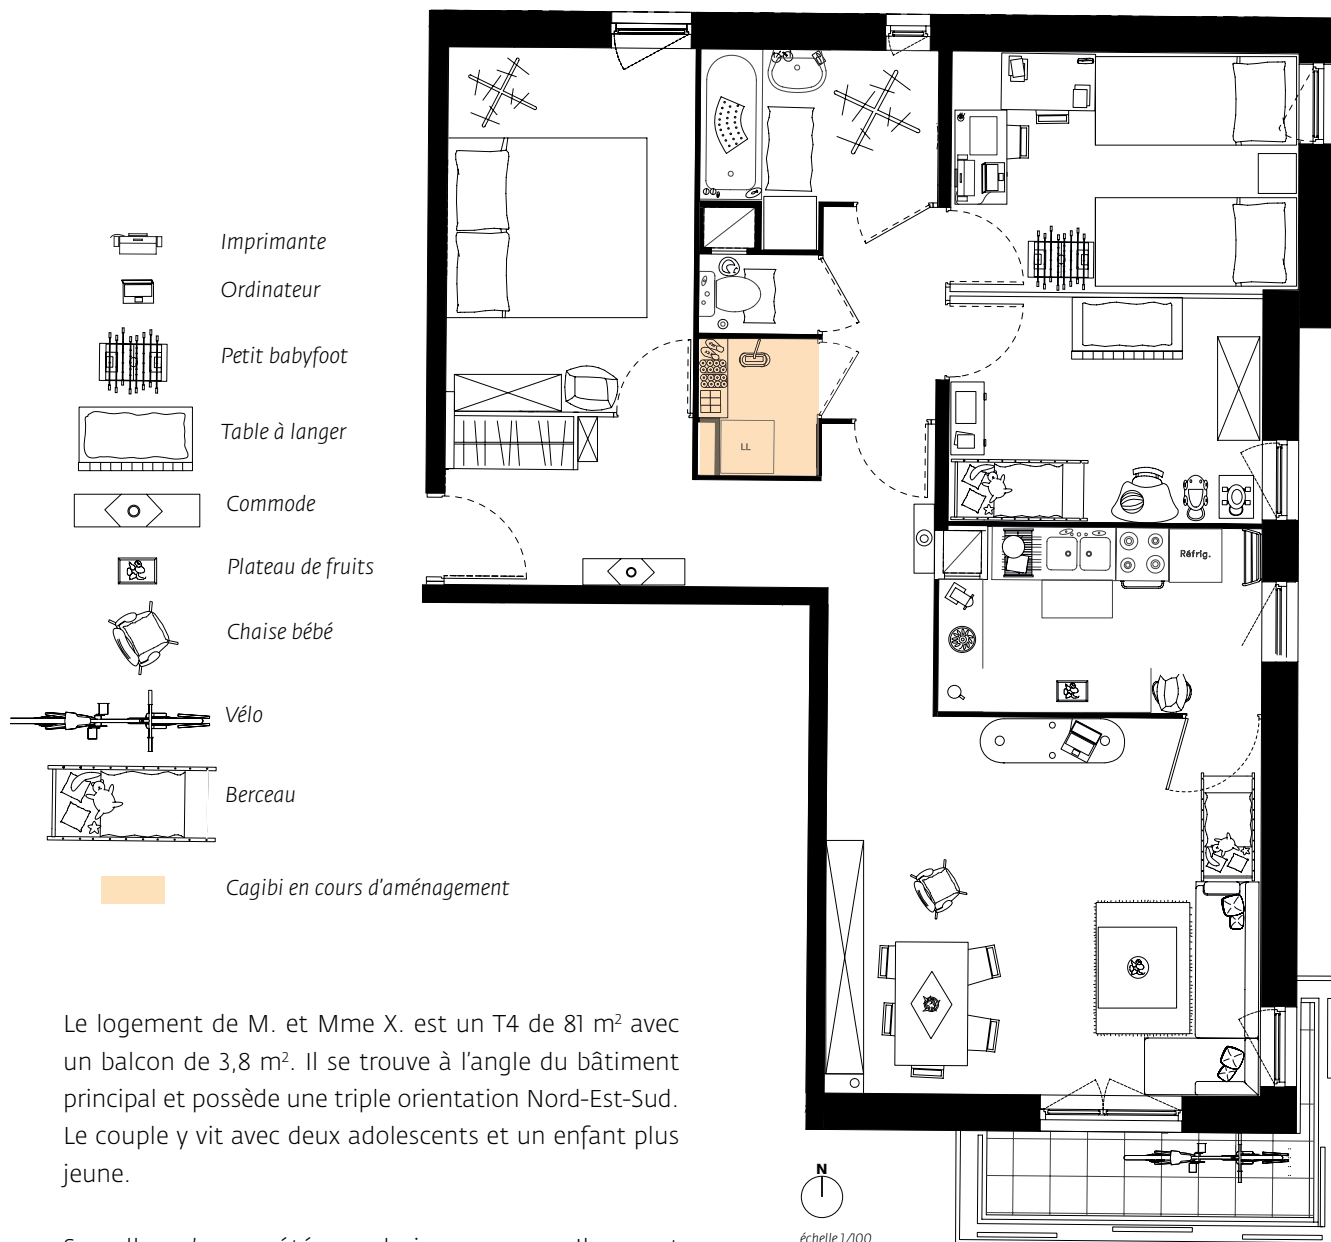 Imprimante
Ordinateur
Petit babyfoot
Table à langer
Commode
Plateau de fruits
Chaise bébé
Vélo
Berceau
Cagibi en cours d'aménagement
LL
Réfrig.
Le logement de M. et Mme X. est un T4 de 81 m² avec
un balcon de 3,8 m². Il se trouve à l'angle du bâtiment
principal et possède une triple orientation Nord-Est-Sud.
Le couple y vit avec deux adolescents et un enfant plus
jeune.
N
échelle 1/100